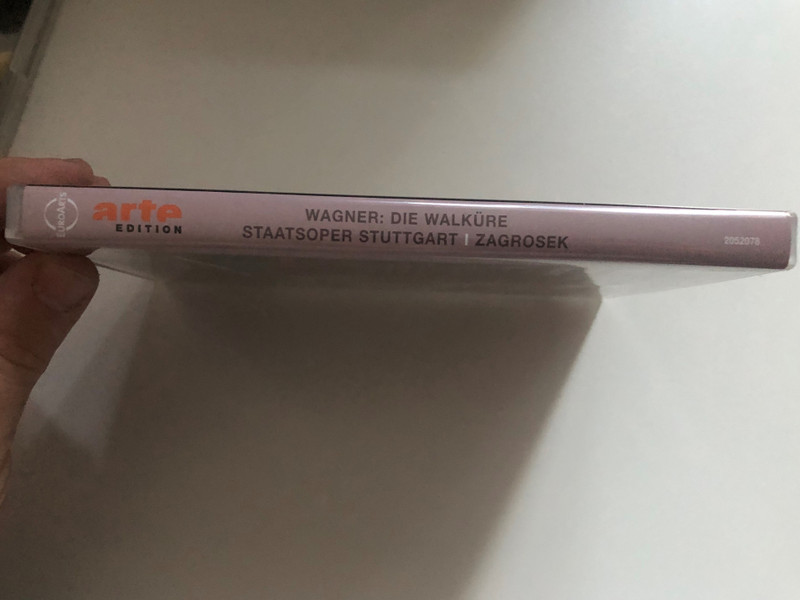 EUROARTS
arte
EDITION
WAGNER: DIE WALKÜRE
STAATSOPER STUTTGART | ZAGROSEK
2052078